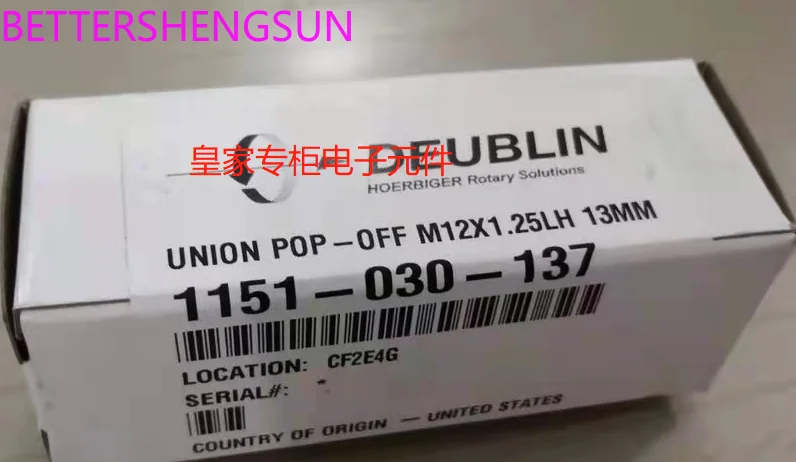 BETTERSHENGSUN
DEUBLIN
皇家专柜电子元件
HOERBIGER Rotary Solutions
UNION POP-OFF M12X1.25LH 13MM
1151-030-137
LOCATION: CF2E4G
SERIAL#: *
COUNTRY OF ORIGIN - UNITED STATES